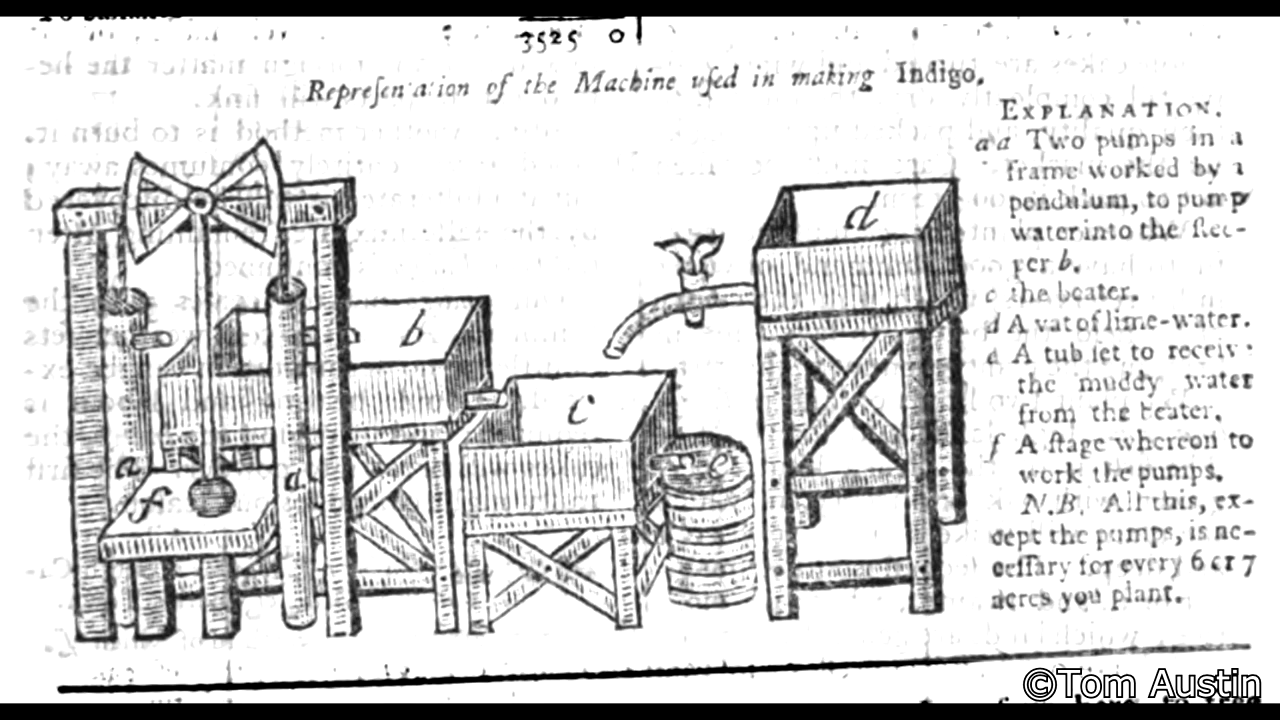 3525 0
Repreſentation of the Machine uſed in making Indigo.
EXPLANATION.
a a Two pumps in a
frame worked by a
pendulum, to pump
water into the ſtee-
per b.
c the beater.
d A vat of lime-water.
e A tub ſet to receive
the muddy water
from the beater.
f A ſtage whereon to
work the pumps.
N.B. All this, ex-
cept the pumps, is ne-
ceſſary for every 6 or 7
acres you plant.
d
b
c
e
a
a
f
©Tom Austin